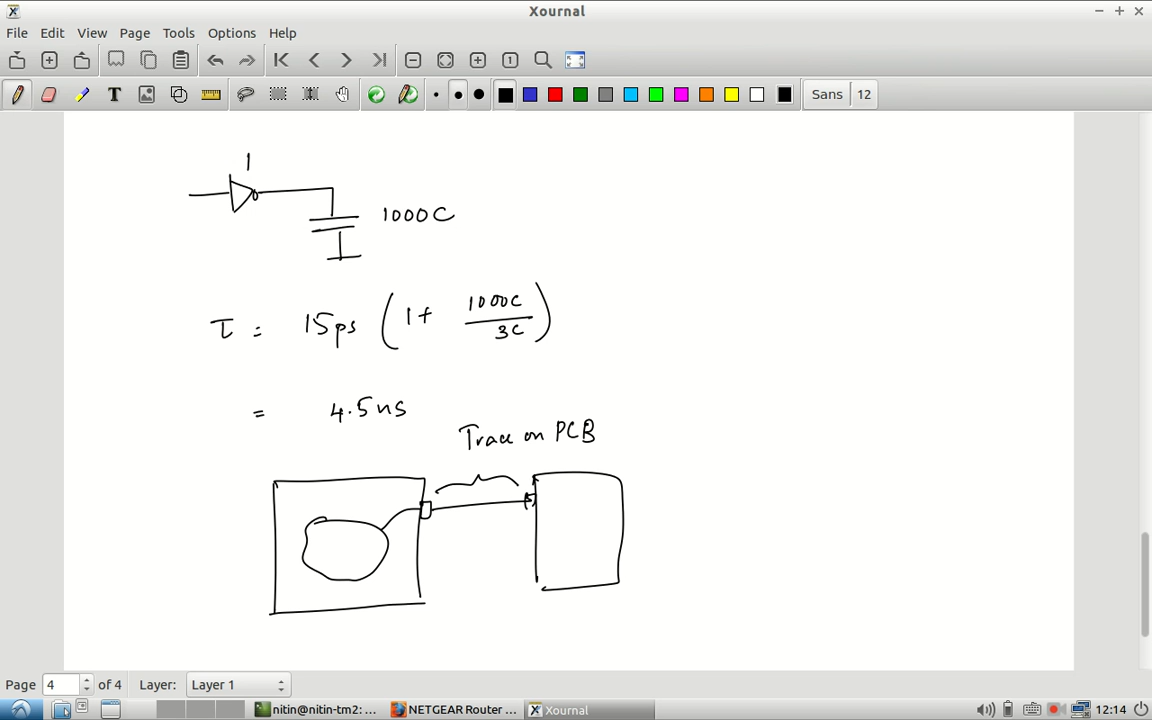 Xournal
File Edit View Page Tools Options Help
Sans 12
1
1000C
τ = 15ps (1 + 1000C / 3C)
= 4.5ns
Trace on PCB
Page 4 of 4 Layer: Layer 1
nitin@nitin-tm2: ... NETGEAR Router ... Xournal 12:14